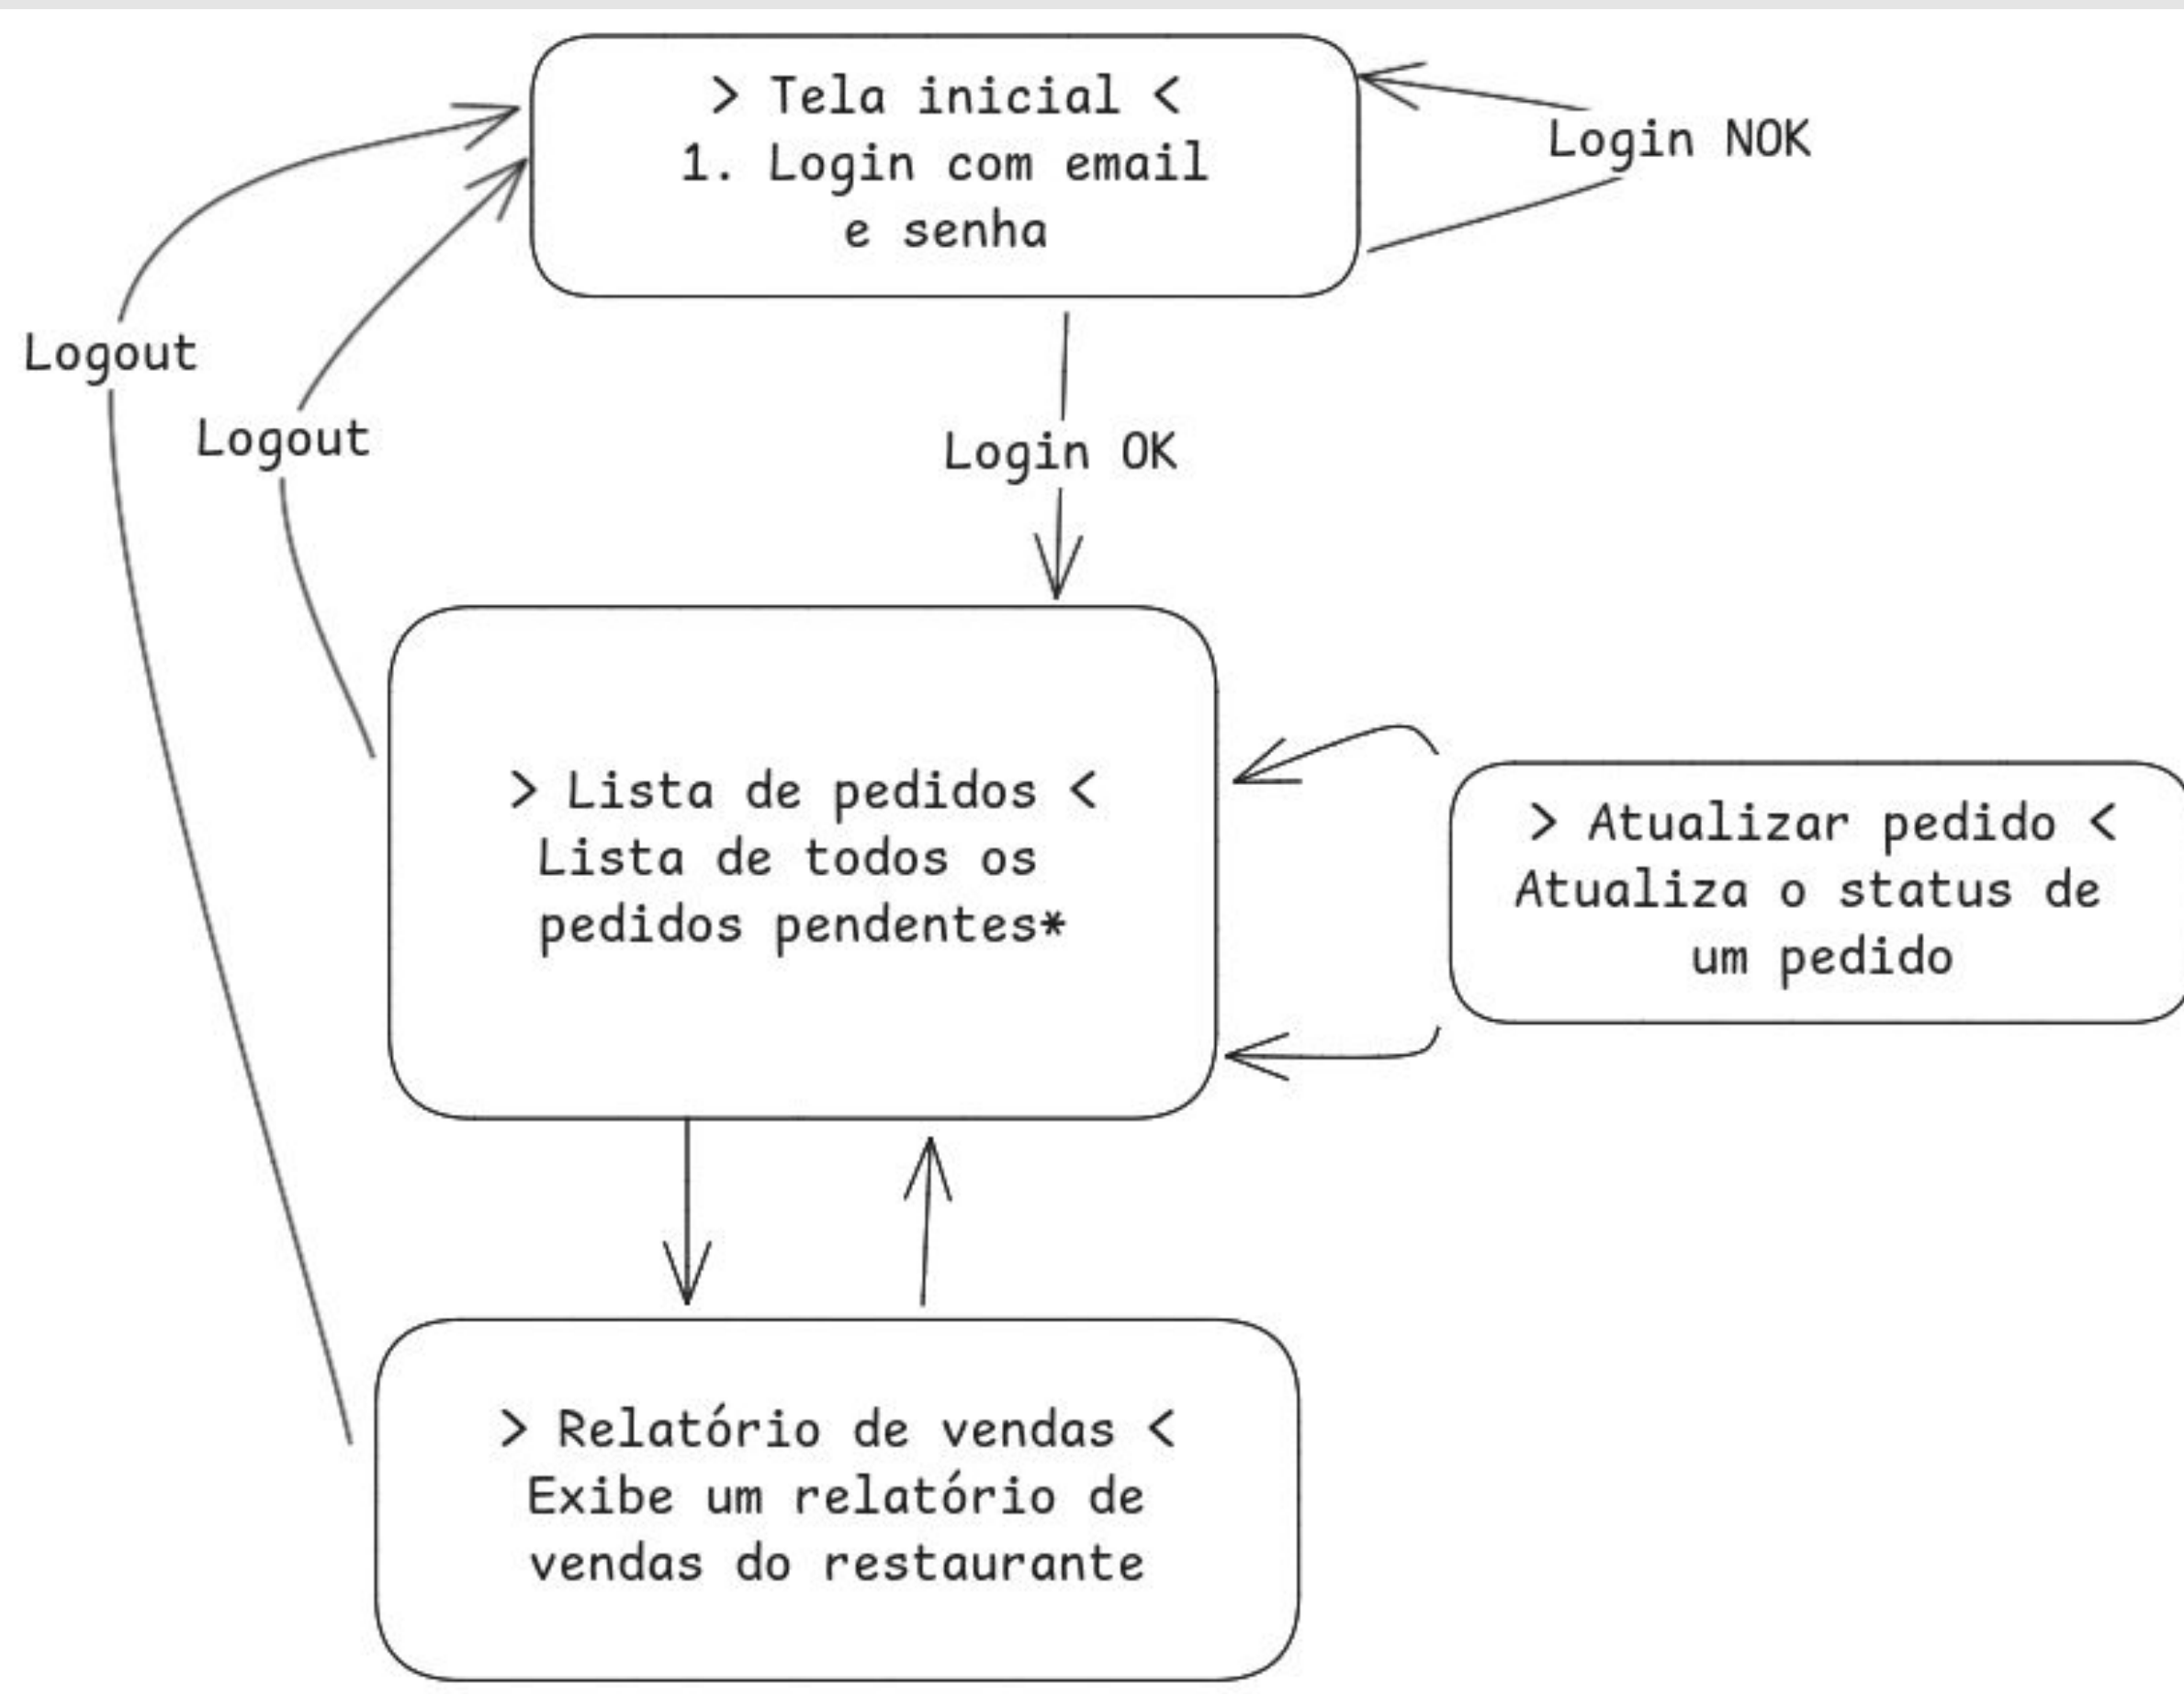 > Tela inicial <
1. Login com email
e senha
Login NOK
Logout
Logout
Login OK
> Lista de pedidos <
Lista de todos os
pedidos pendentes*
> Atualizar pedido <
Atualiza o status de
um pedido
> Relatório de vendas <
Exibe um relatório de
vendas do restaurante